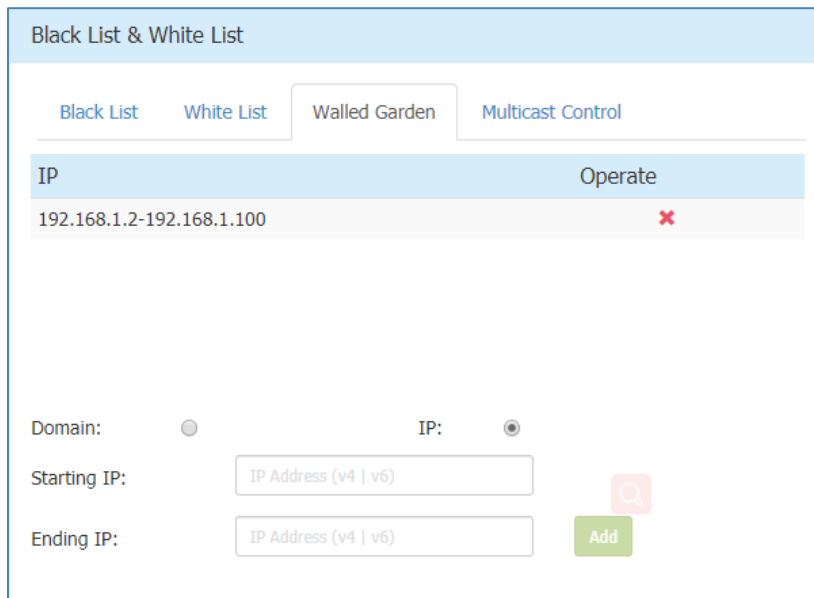 Black List & White List
Black List White List Walled Garden Multicast Control
IP Operate
192.168.1.2-192.168.1.100
Domain: IP:
Starting IP: IP Address (v4 | v6)
Ending IP: IP Address (v4 | v6) Add